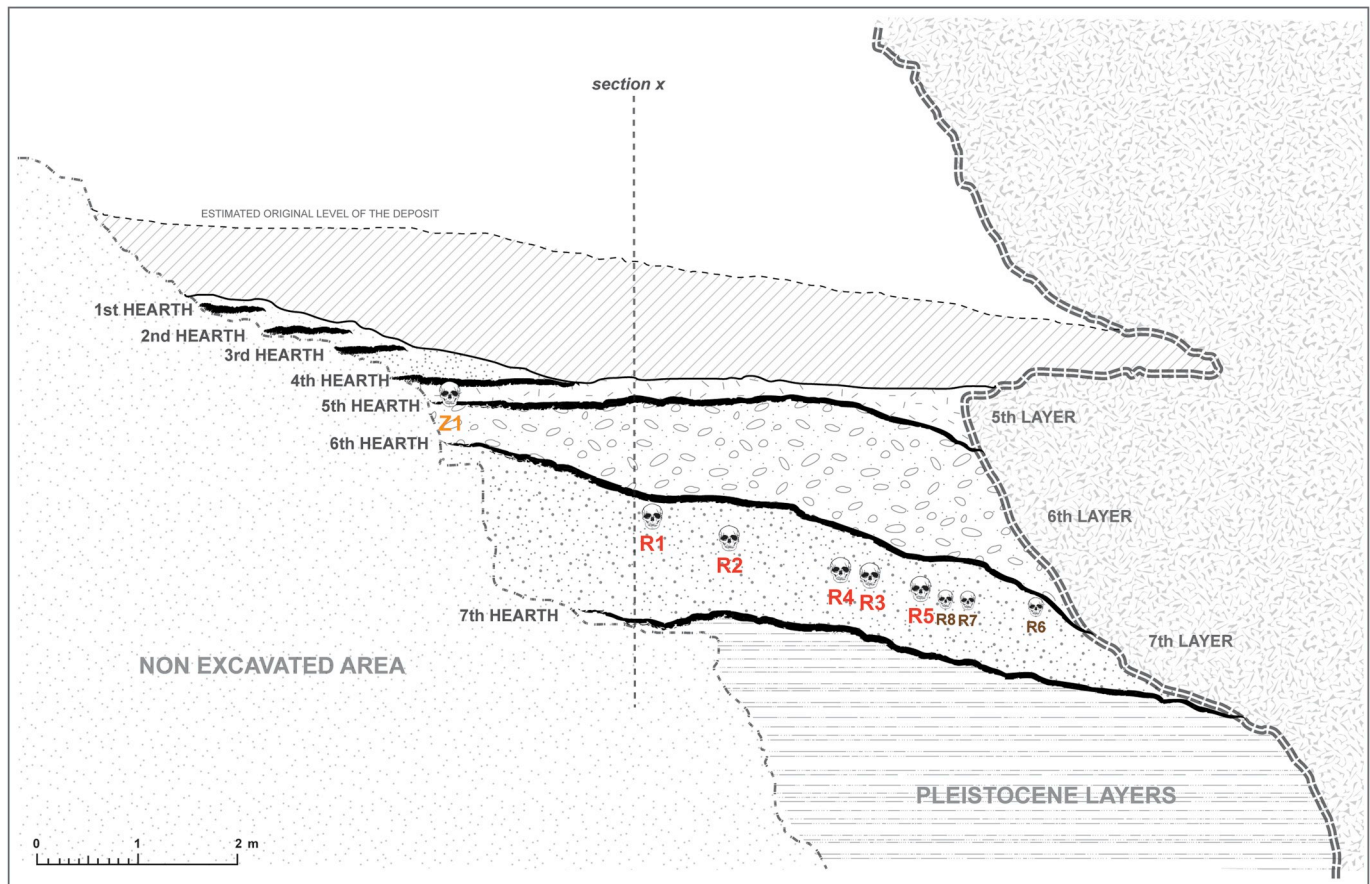 section x
ESTIMATED ORIGINAL LEVEL OF THE DEPOSIT
1st HEARTH
2nd HEARTH
3rd HEARTH
4th HEARTH
5th HEARTH
Z1
5th LAYER
6th HEARTH
6th LAYER
R1
R2
R4 R3 R5 R8 R7 R6
7th HEARTH
7th LAYER
NON EXCAVATED AREA
PLEISTOCENE LAYERS
0 2 m